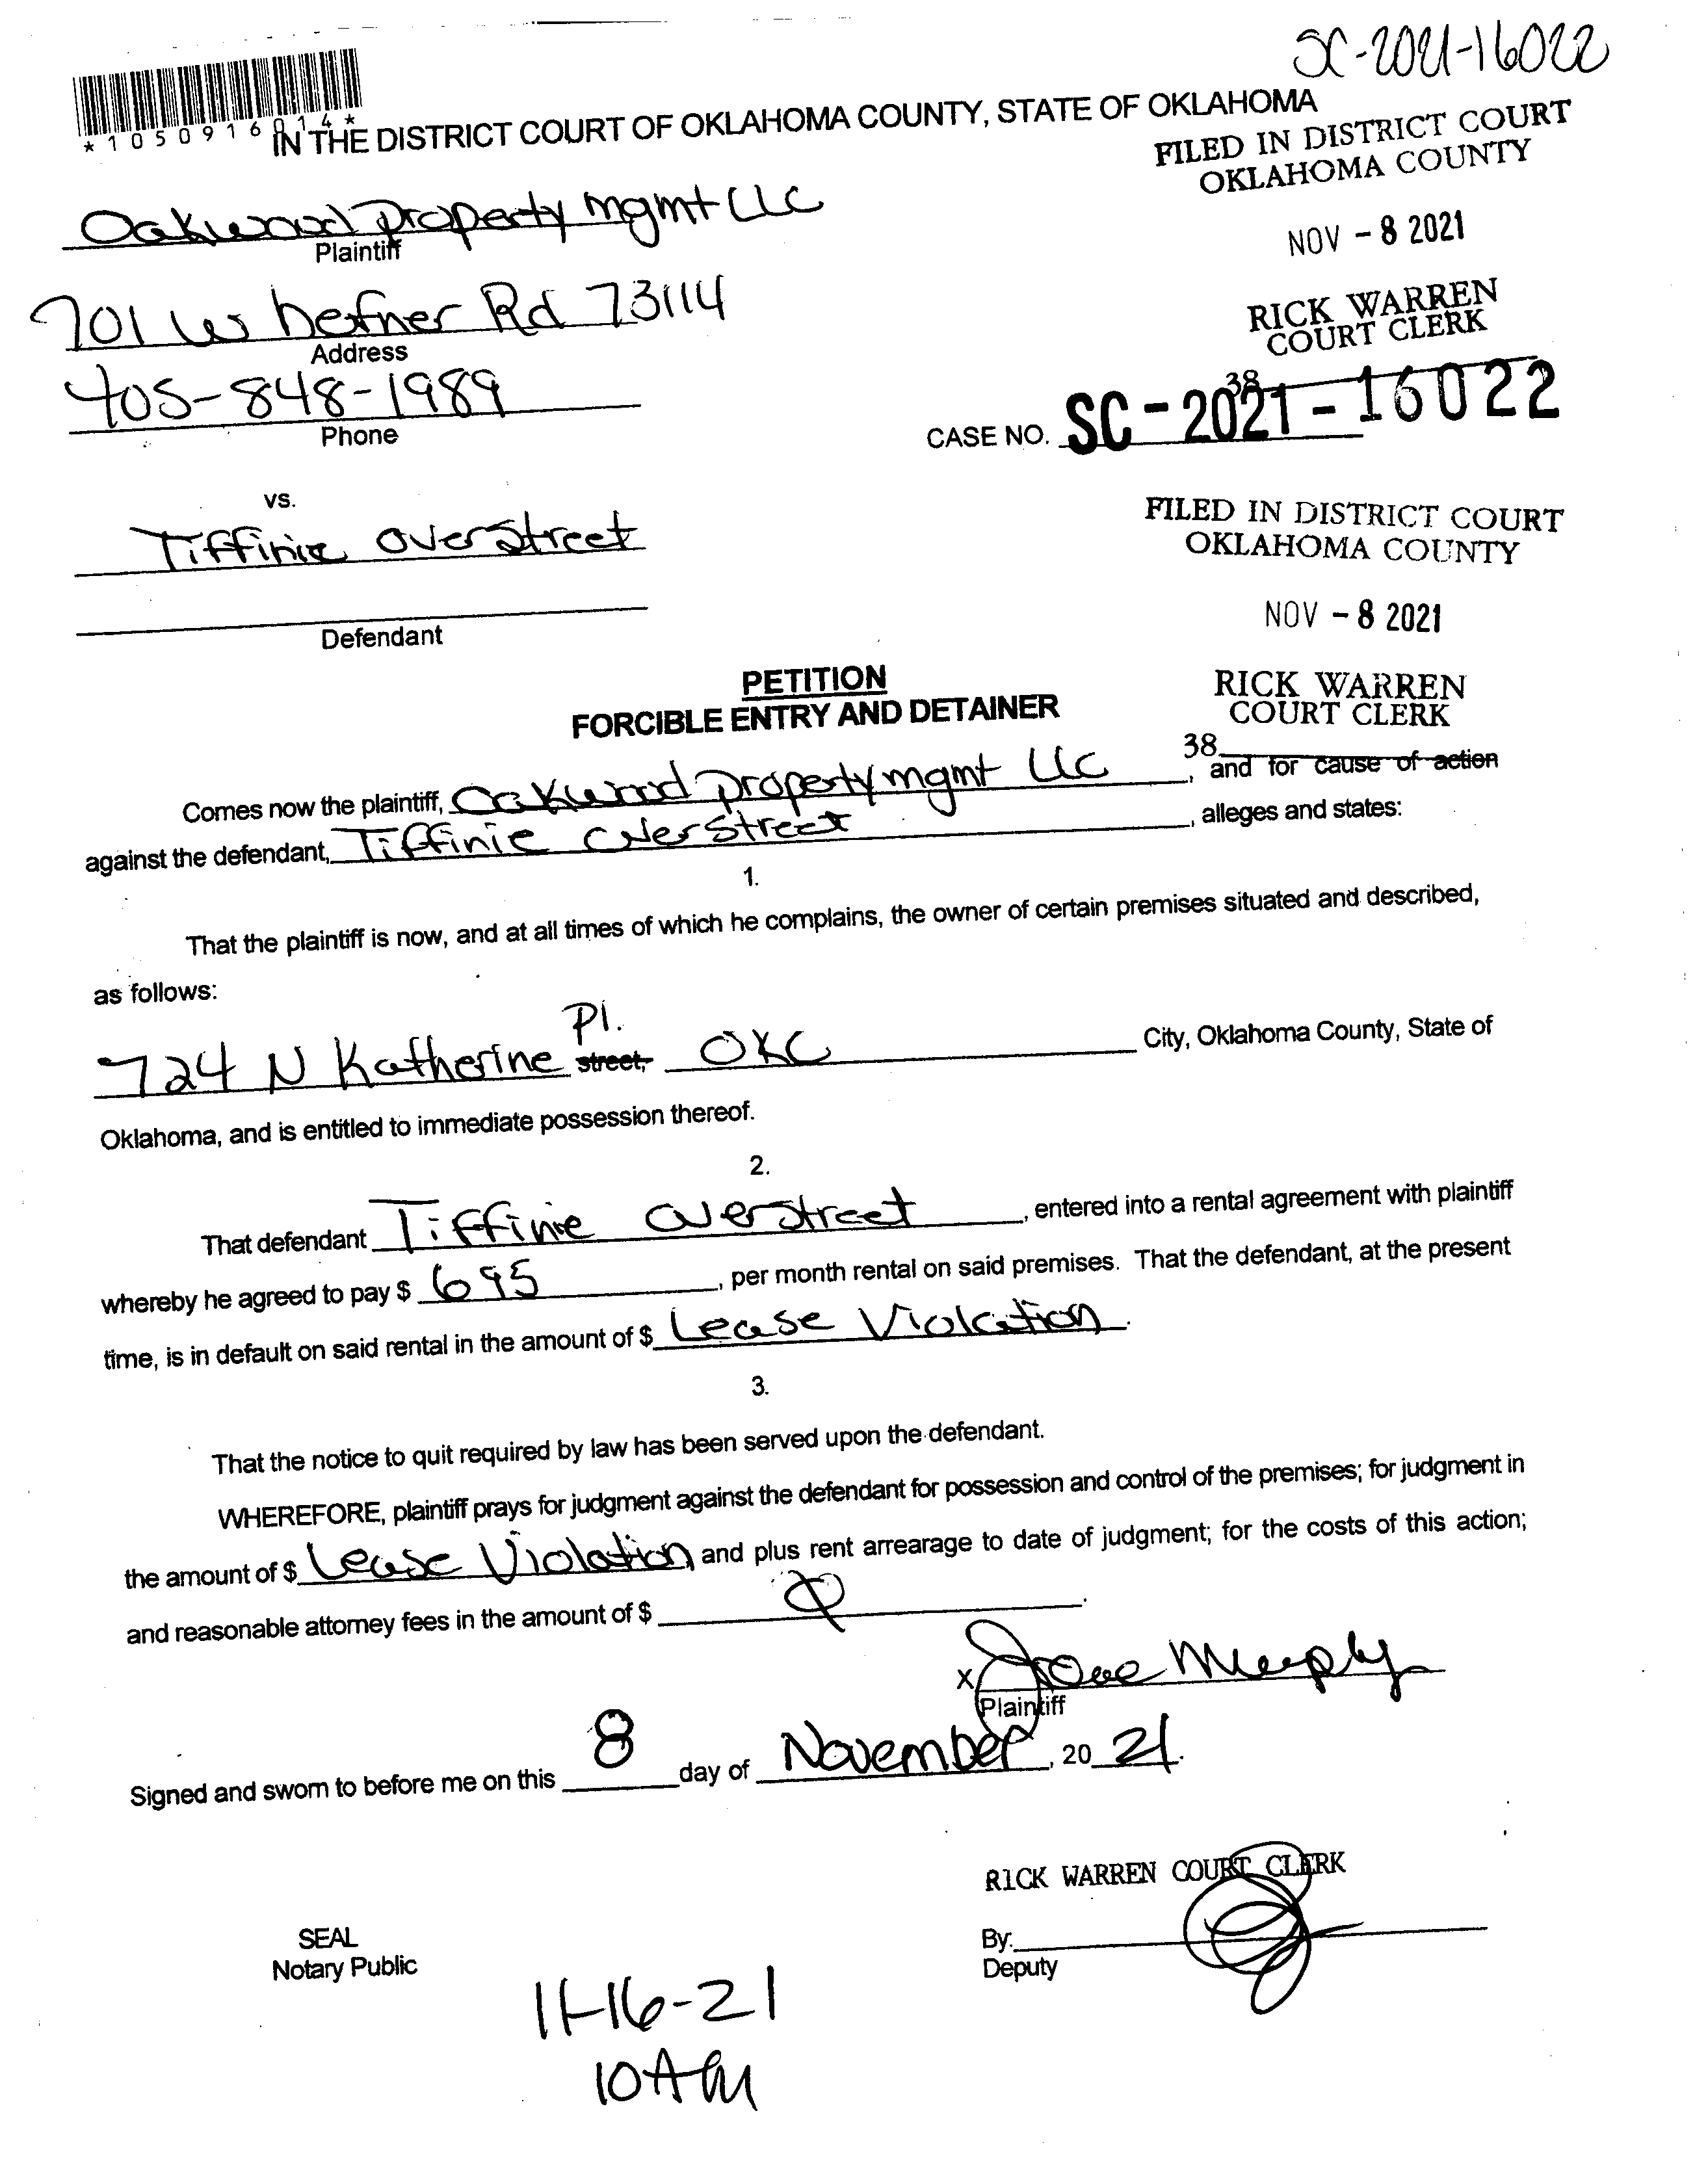 SC-2021-16022
*1050916014*
IN THE DISTRICT COURT OF OKLAHOMA COUNTY, STATE OF OKLAHOMA
FILED IN DISTRICT COURT
OKLAHOMA COUNTY
Oakwood Property Mgmt LLC
Plaintiff
NOV - 8 2021
701 W hefner Rd 73114
Address
RICK WARREN
COURT CLERK
38
405-848-1989
Phone
CASE NO. SC-2021-16022
vs.
Tiffinie Overstreet
FILED IN DISTRICT COURT
OKLAHOMA COUNTY
NOV - 8 2021
Defendant
PETITION
FORCIBLE ENTRY AND DETAINER
RICK WARREN
COURT CLERK
38
Comes now the plaintiff, Oakwood Property mgmt LLC, and for cause of action
against the defendant, Tiffinie Overstreet, alleges and states:
1.
That the plaintiff is now, and at all times of which he complains, the owner of certain premises situated and described,
as follows:
Pl.
724 N Katherine street, OKC City, Oklahoma County, State of
Oklahoma, and is entitled to immediate possession thereof.
2.
That defendant Tiffinie Overstreet, entered into a rental agreement with plaintiff
whereby he agreed to pay $ 695, per month rental on said premises. That the defendant, at the present
time, is in default on said rental in the amount of $ Lease Violation.
3.
That the notice to quit required by law has been served upon the defendant.
WHEREFORE, plaintiff prays for judgment against the defendant for possession and control of the premises; for judgment in
the amount of $ Lease Violation, and plus rent arrearage to date of judgment; for the costs of this action;
and reasonable attorney fees in the amount of $ 0.
X Murphy
Plaintiff
Signed and sworn to before me on this 8 day of November, 20 21.
RICK WARREN COURT CLERK
SEAL
Notary Public
By:
Deputy
11-16-21
10AM